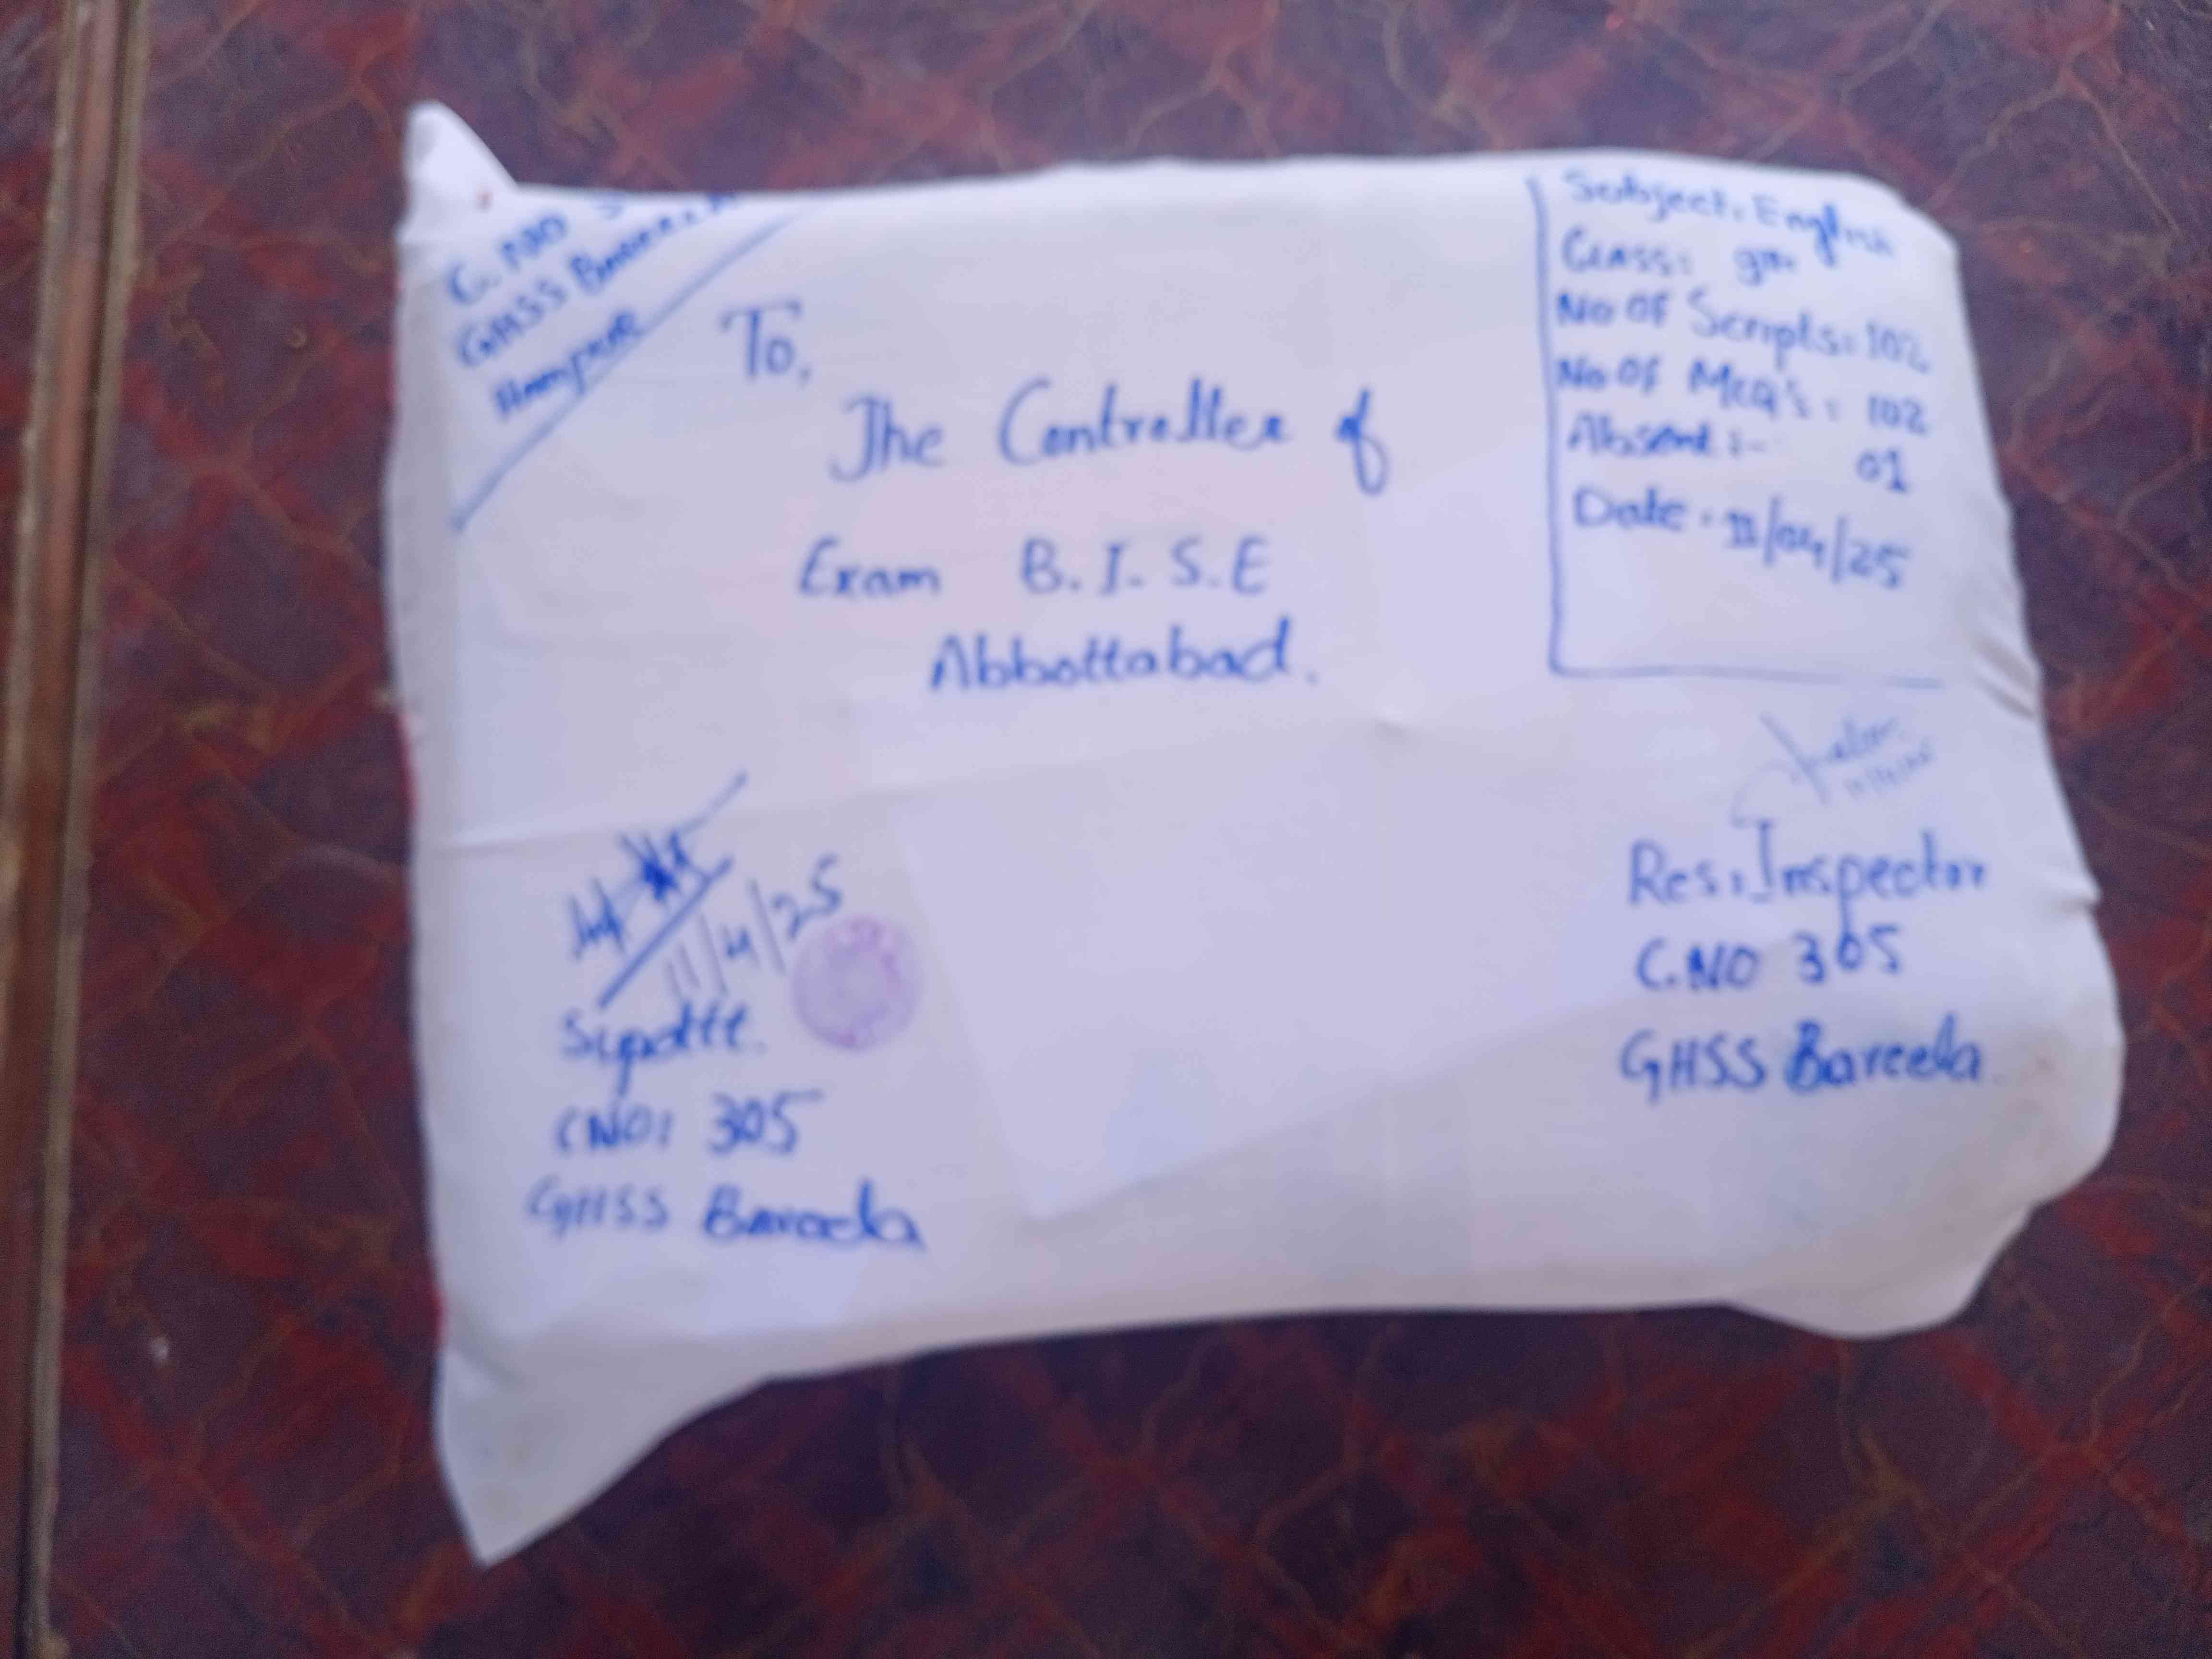 C. NO
GHSS
To,
The Controller of
Exam B.I.S.E
Abbottabad.
Subject: English
Class: 9th
No of Scripts: 102
No of MCQ's: 102
Absent:- 01
Date: 11/04/25
11/4/25
Supdtt.
CNO: 305
GHSS Bareela
Res: Inspector
C.NO 305
GHSS Bareela